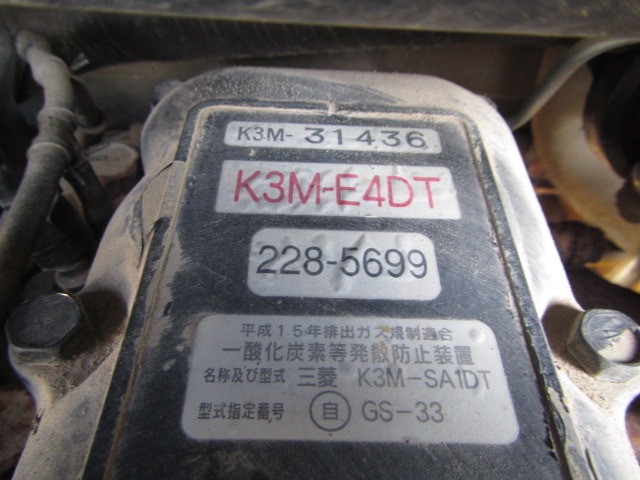 K3M-31436
K3M-E4DT
228-5699
平成15年排出ガス規制適合
一酸化炭素等発散防止装置
名称及び型式 三菱 K3M-SA1DT
型式指定番号 自 GS-33